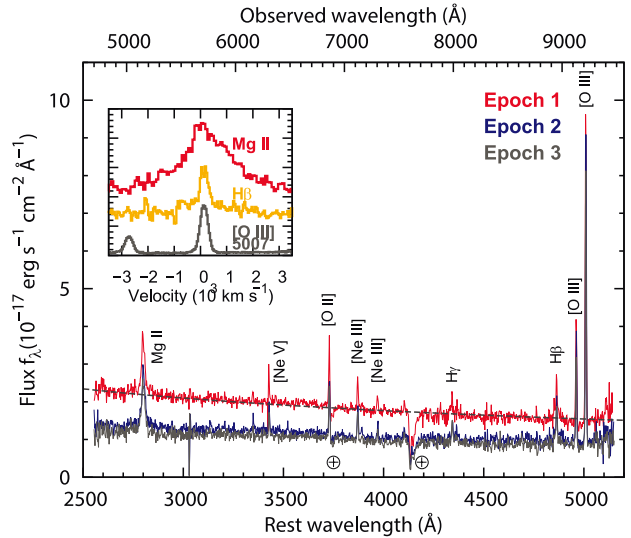 Observed wavelength (Å)
5000 6000 7000 8000 9000
[O III]
10
Epoch 1
Epoch 2
Epoch 3
Mg II
Hβ
[O III]
5007
−3 −2 −1 0 1 2 3
Velocity (10³ km s⁻¹)
Flux fλ(10⁻¹⁷ erg s⁻¹ cm⁻² Å⁻¹)
5
Mg II
[Ne V]
[O II]
[Ne III]
[Ne III]
Hγ
Hβ
[O III]
⊕ ⊕
0
2500 3000 3500 4000 4500 5000
Rest wavelength (Å)